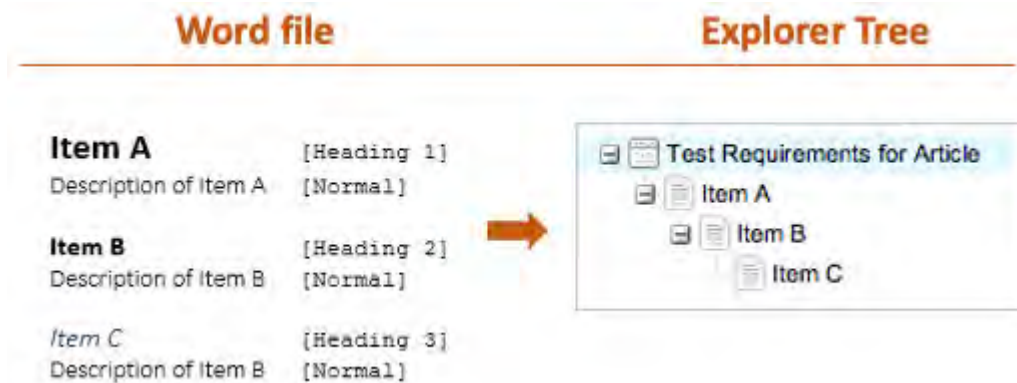 Word file
Explorer Tree
Item A [Heading 1]
Description of Item A [Normal]
Item B [Heading 2]
Description of Item B [Normal]
Item C [Heading 3]
Description of Item B [Normal]
Test Requirements for Article
Item A
Item B
Item C